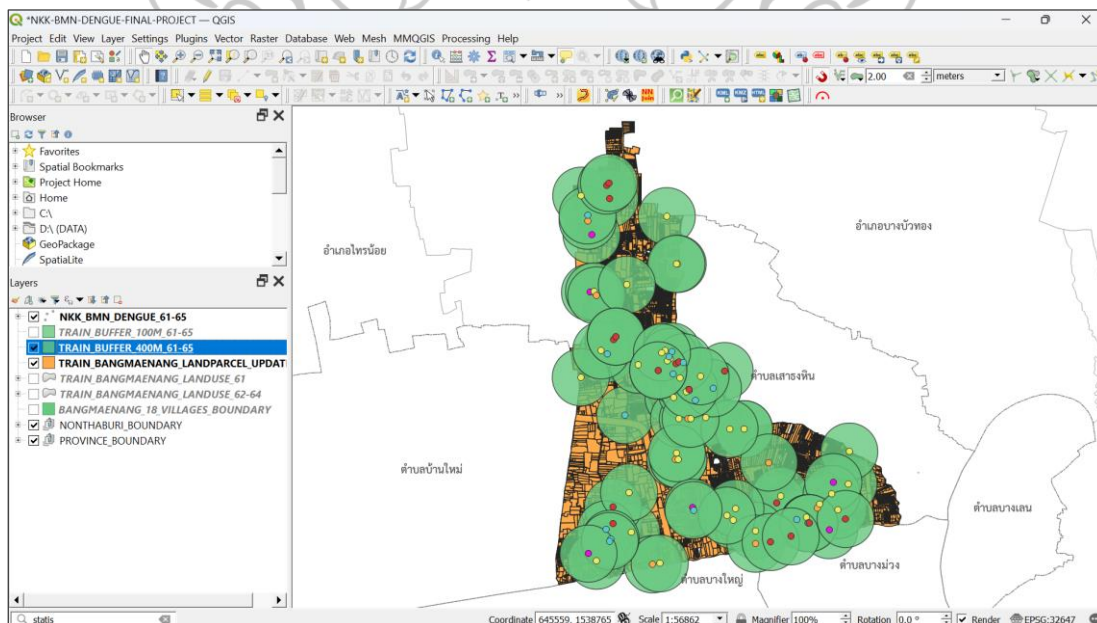 *NKK-BMN-DENGUE-FINAL-PROJECT — QGIS
Project Edit View Layer Settings Plugins Vector Raster Database Web Mesh MMQGIS Processing Help
2.00 meters
Browser
Favorites
Spatial Bookmarks
Project Home
Home
C:\
D:\ (DATA)
GeoPackage
SpatiaLite
Layers
NKK_BMN_DENGUE_61-65
TRAIN_BUFFER_100M_61-65
TRAIN_BUFFER_400M_61-65
TRAIN_BANGMAENANG_LANDPARCEL_UPDAT
TRAIN_BANGMAENANG_LANDUSE_61
TRAIN_BANGMAENANG_LANDUSE_62-64
BANGMAENANG_18_VILLAGES_BOUNDARY
NONTHABURI_BOUNDARY
PROVINCE_BOUNDARY
อำเภอไทรน้อย
อำเภอบางบัวทอง
ตำบลเสาธงหิน
ตำบลบ้านใหม่
ตำบลบางเลน
ตำบลบางม่วง
ตำบลบางใหญ่
statis
Coordinate 645559, 1538765 Scale 1:56862 Magnifier 100% Rotation 0.0 ° Render EPSG:32647